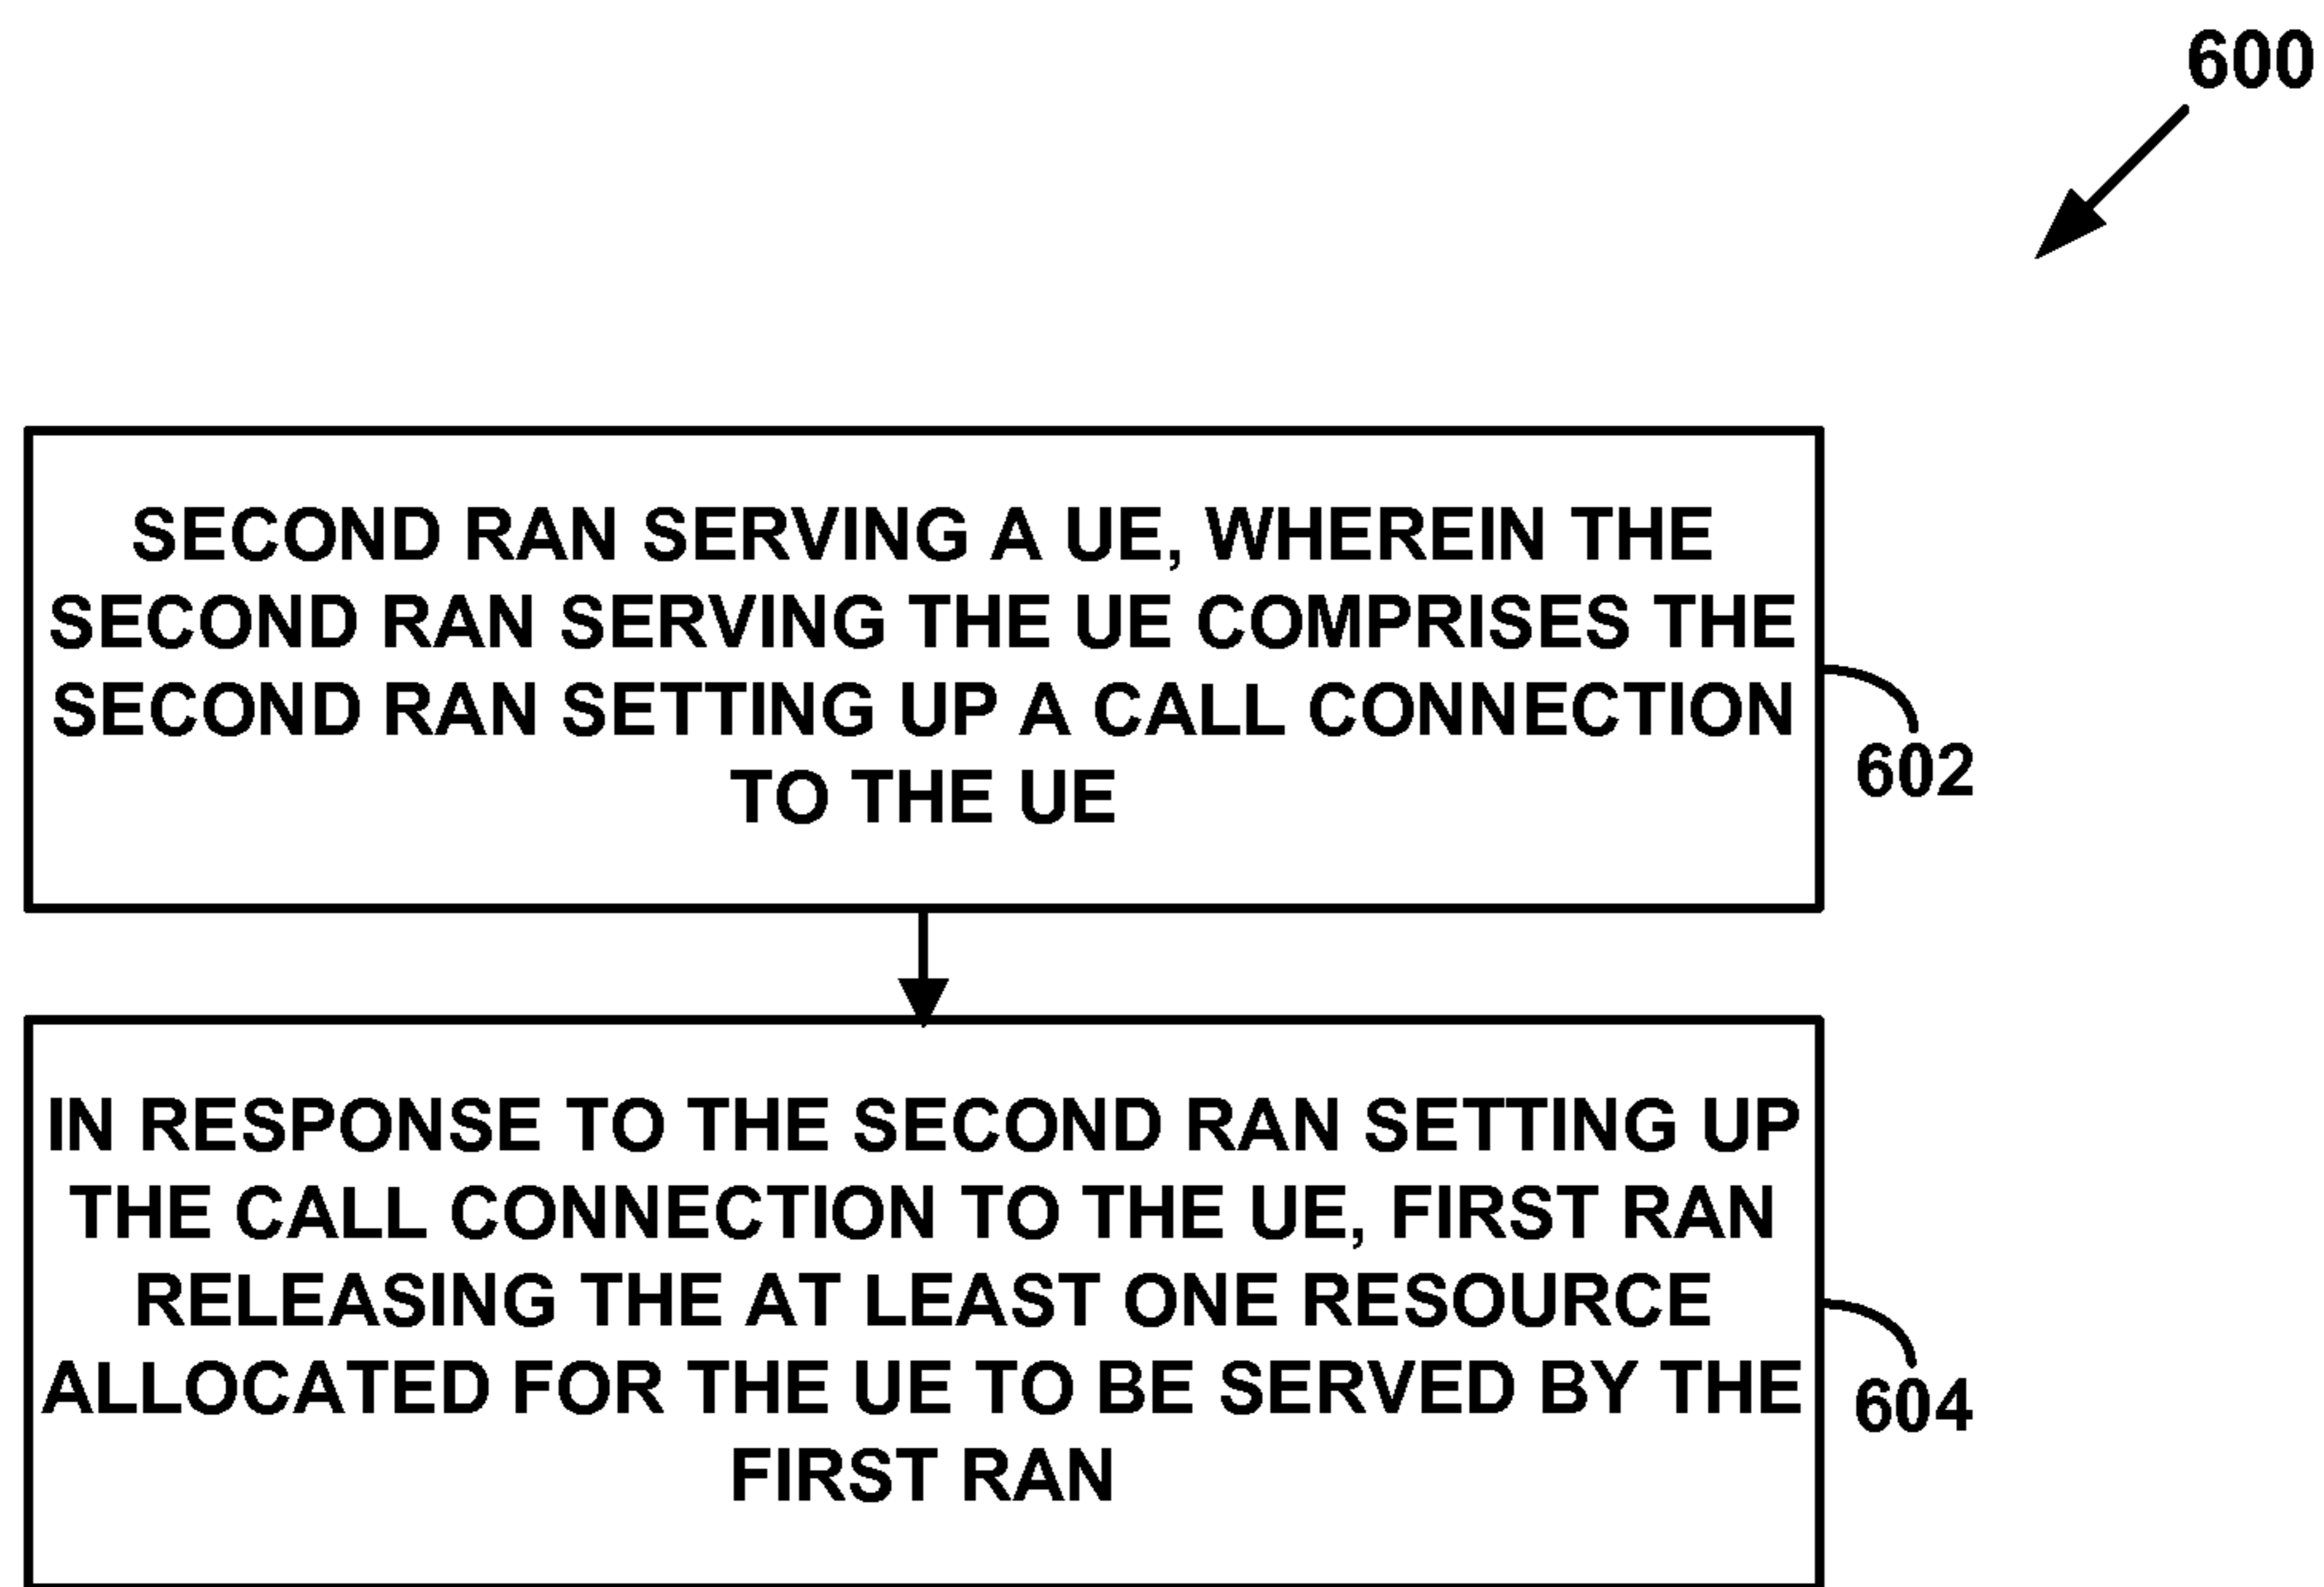 600
SECOND RAN SERVING A UE, WHEREIN THE
SECOND RAN SERVING THE UE COMPRISES THE
SECOND RAN SETTING UP A CALL CONNECTION
TO THE UE
602
IN RESPONSE TO THE SECOND RAN SETTING UP
THE CALL CONNECTION TO THE UE, FIRST RAN
RELEASING THE AT LEAST ONE RESOURCE
ALLOCATED FOR THE UE TO BE SERVED BY THE
FIRST RAN
604